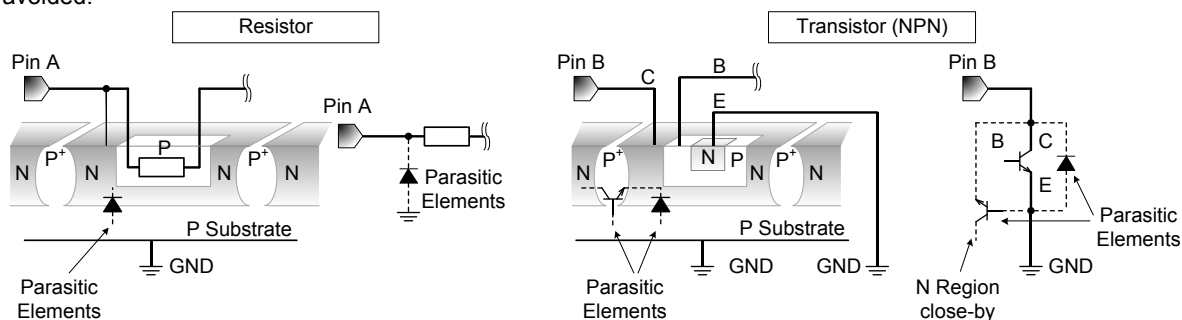 avoided.
Resistor
Transistor (NPN)
Pin A
Pin A
N
P+
N
P
N
P+
N
Parasitic
Elements
P Substrate
GND
Parasitic
Elements
Pin B
C
B
E
N
P+
N
N
P
P+
N
P Substrate
GND
GND
Parasitic
Elements
Pin B
B
C
E
Parasitic
Elements
GND
N Region
close-by